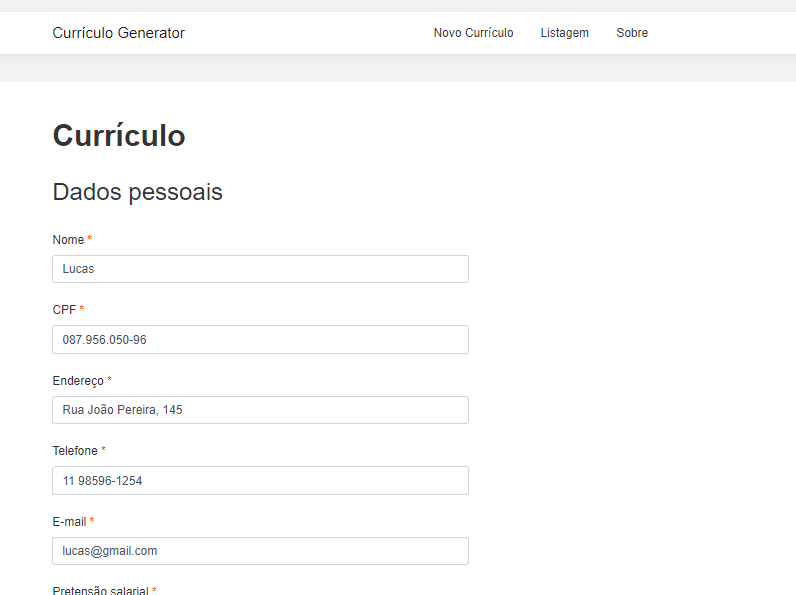 Currículo Generator
Novo Currículo Listagem Sobre
Currículo
Dados pessoais
Nome *
Lucas
CPF *
087.956.050-96
Endereço *
Rua João Pereira, 145
Telefone *
11 98596-1254
E-mail *
lucas@gmail.com
Pretensão salarial *